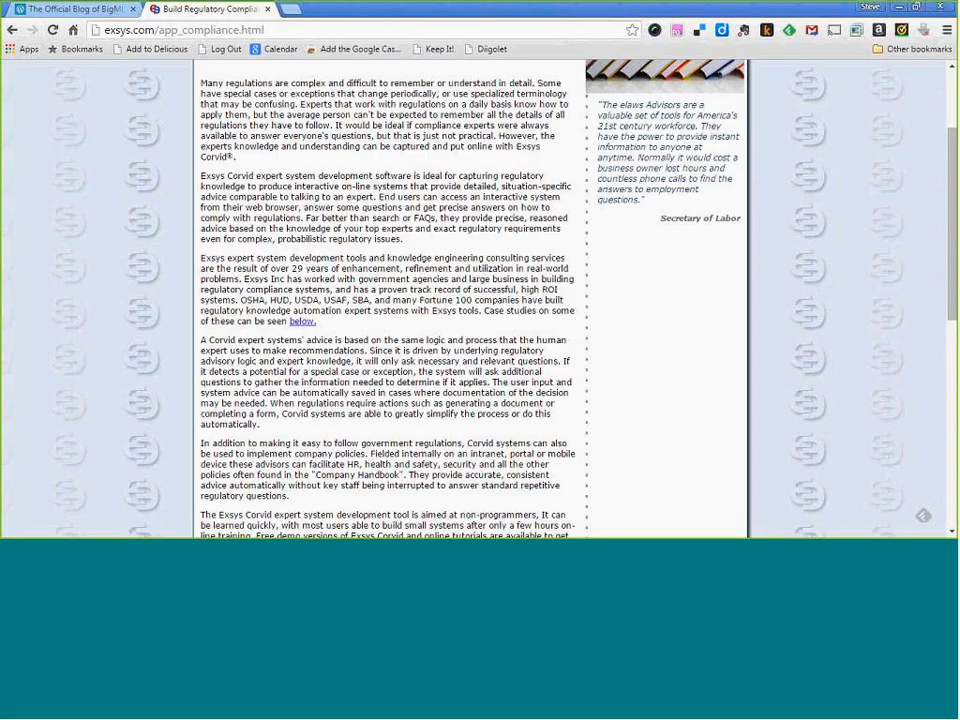 The Official Blog of BigML
Build Regulatory Complia
Steve
exsys.com/app_compliance.html
Apps
Bookmarks
Add to Delicious
Log Out
Calendar
Add the Google Cas...
Keep It!
Diigolet
Other bookmarks
Many regulations are complex and difficult to remember or understand in detail. Some
have special cases or exceptions that change periodically, or use specialized terminology
that may be confusing. Experts that work with regulations on a daily basis know how to
apply them, but the average person can't be expected to remember all the details of all
regulations they have to follow. It would be ideal if compliance experts were always
available to answer everyone's questions, but that is just not practical. However, the
experts knowledge and understanding can be captured and put online with Exsys
Corvid®.
Exsys Corvid expert system development software is ideal for capturing regulatory
knowledge to produce interactive on-line systems that provide detailed, situation-specific
advice comparable to talking to an expert. End users can access an interactive system
from their web browser, answer some questions and get precise answers on how to
comply with regulations. Far better than search or FAQs, they provide precise, reasoned
advice based on the knowledge of your top experts and exact regulatory requirements
even for complex, probabilistic regulatory issues.
Exsys expert system development tools and knowledge engineering consulting services
are the result of over 29 years of enhancement, refinement and utilization in real-world
problems. Exsys Inc has worked with government agencies and large business in building
regulatory compliance systems, and has a proven track record of successful, high ROI
systems. OSHA, HUD, USDA, USAF, SBA, and many Fortune 100 companies have built
regulatory knowledge automation expert systems with Exsys tools. Case studies on some
of these can be seen below.
A Corvid expert systems' advice is based on the same logic and process that the human
expert uses to make recommendations. Since it is driven by underlying regulatory
advisory logic and expert knowledge, it will only ask necessary and relevant questions. If
it detects a potential for a special case or exception, the system will ask additional
questions to gather the information needed to determine if it applies. The user input and
system advice can be automatically saved in cases where documentation of the decision
may be needed. When regulations require actions such as generating a document or
completing a form, Corvid systems are able to greatly simplify the process or do this
automatically.
In addition to making it easy to follow government regulations, Corvid systems can also
be used to implement company policies. Fielded internally on an intranet, portal or mobile
device these advisors can facilitate HR, health and safety, security and all the other
policies often found in the "Company Handbook". They provide accurate, consistent
advice automatically without key staff being interrupted to answer standard repetitive
regulatory questions.
The Exsys Corvid expert system development tool is aimed at non-programmers, It can
be learned quickly, with most users able to build small systems after only a few hours on-
line training. Free demo versions of Exsys Corvid and online tutorials are available to get
"The elaws Advisors are a
valuable set of tools for America's
21st century workforce. They
have the power to provide instant
information to anyone at
anytime. Normally it would cost a
business owner lost hours and
countless phone calls to find the
answers to employment
questions."
Secretary of Labor